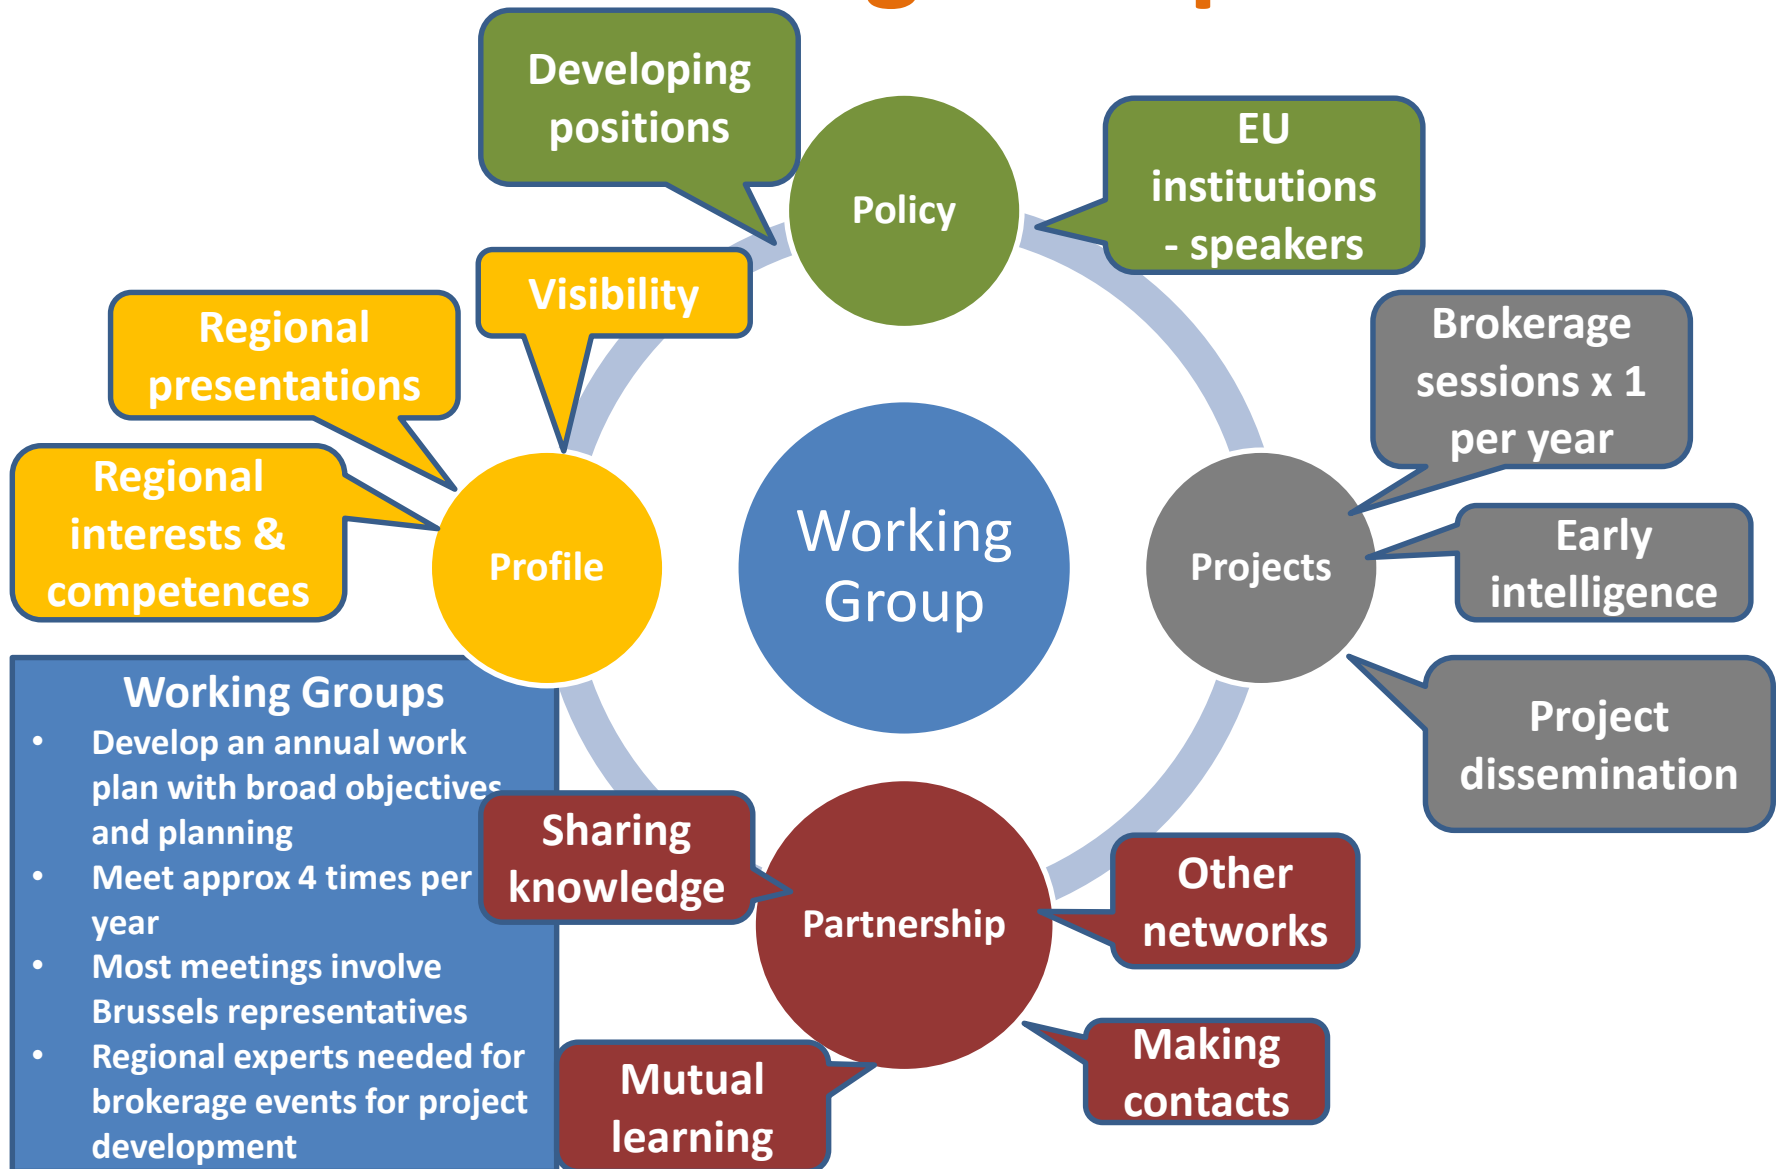 Developing
positions
Policy
EU
institutions
- speakers
Visibility
Regional
presentations
Regional
interests &
competences
Profile
Working
Group
Projects
Brokerage
sessions x 1
per year
Early
intelligence
Project
dissemination
Working Groups
• Develop an annual work
plan with broad objectives
and planning
• Meet approx 4 times per
year
• Most meetings involve
Brussels representatives
• Regional experts needed for
brokerage events for project
development
Sharing
knowledge
Partnership
Other
networks
Making
contacts
Mutual
learning